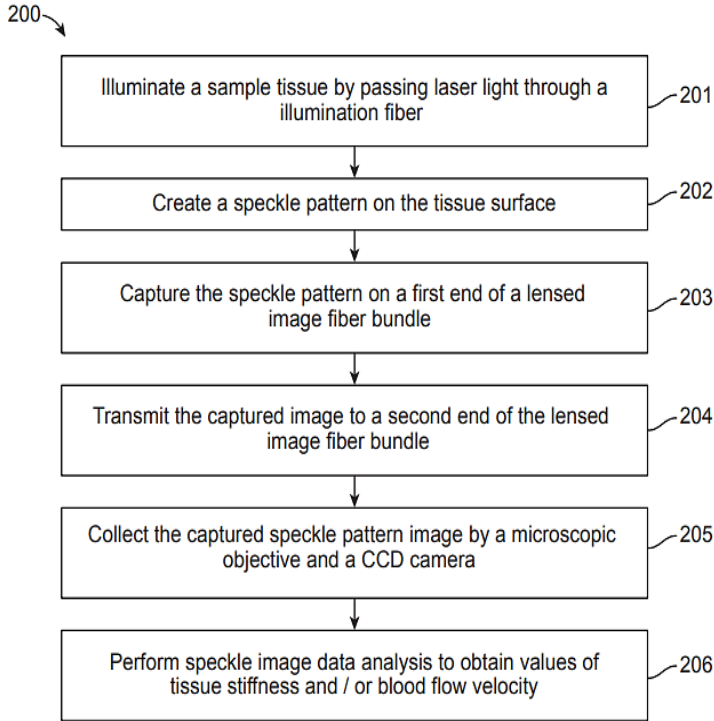 200
Illuminate a sample tissue by passing laser light through a
illumination fiber
201
Create a speckle pattern on the tissue surface
202
Capture the speckle pattern on a first end of a lensed
image fiber bundle
203
Transmit the captured image to a second end of the lensed
image fiber bundle
204
Collect the captured speckle pattern image by a microscopic
objective and a CCD camera
205
Perform speckle image data analysis to obtain values of
tissue stiffness and / or blood flow velocity
206